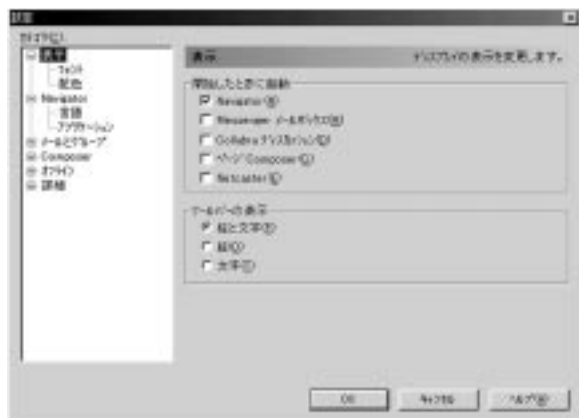 設定
カテゴリ(C):
表示
フォント
配色
Navigator
言語
アプリケーション
メールとグループ
Composer
オフライン
詳細
表示 ディスプレイの表示を変更します。
開始したときに起動
Navigator(N)
Messenger メールボックス(M)
Collabra ディスカッション(D)
ページ Composer(G)
Netcaster(E)
ツールバーの表示
絵と文字(P)
絵(O)
文字(T)
OK キャンセル ヘルプ(H)